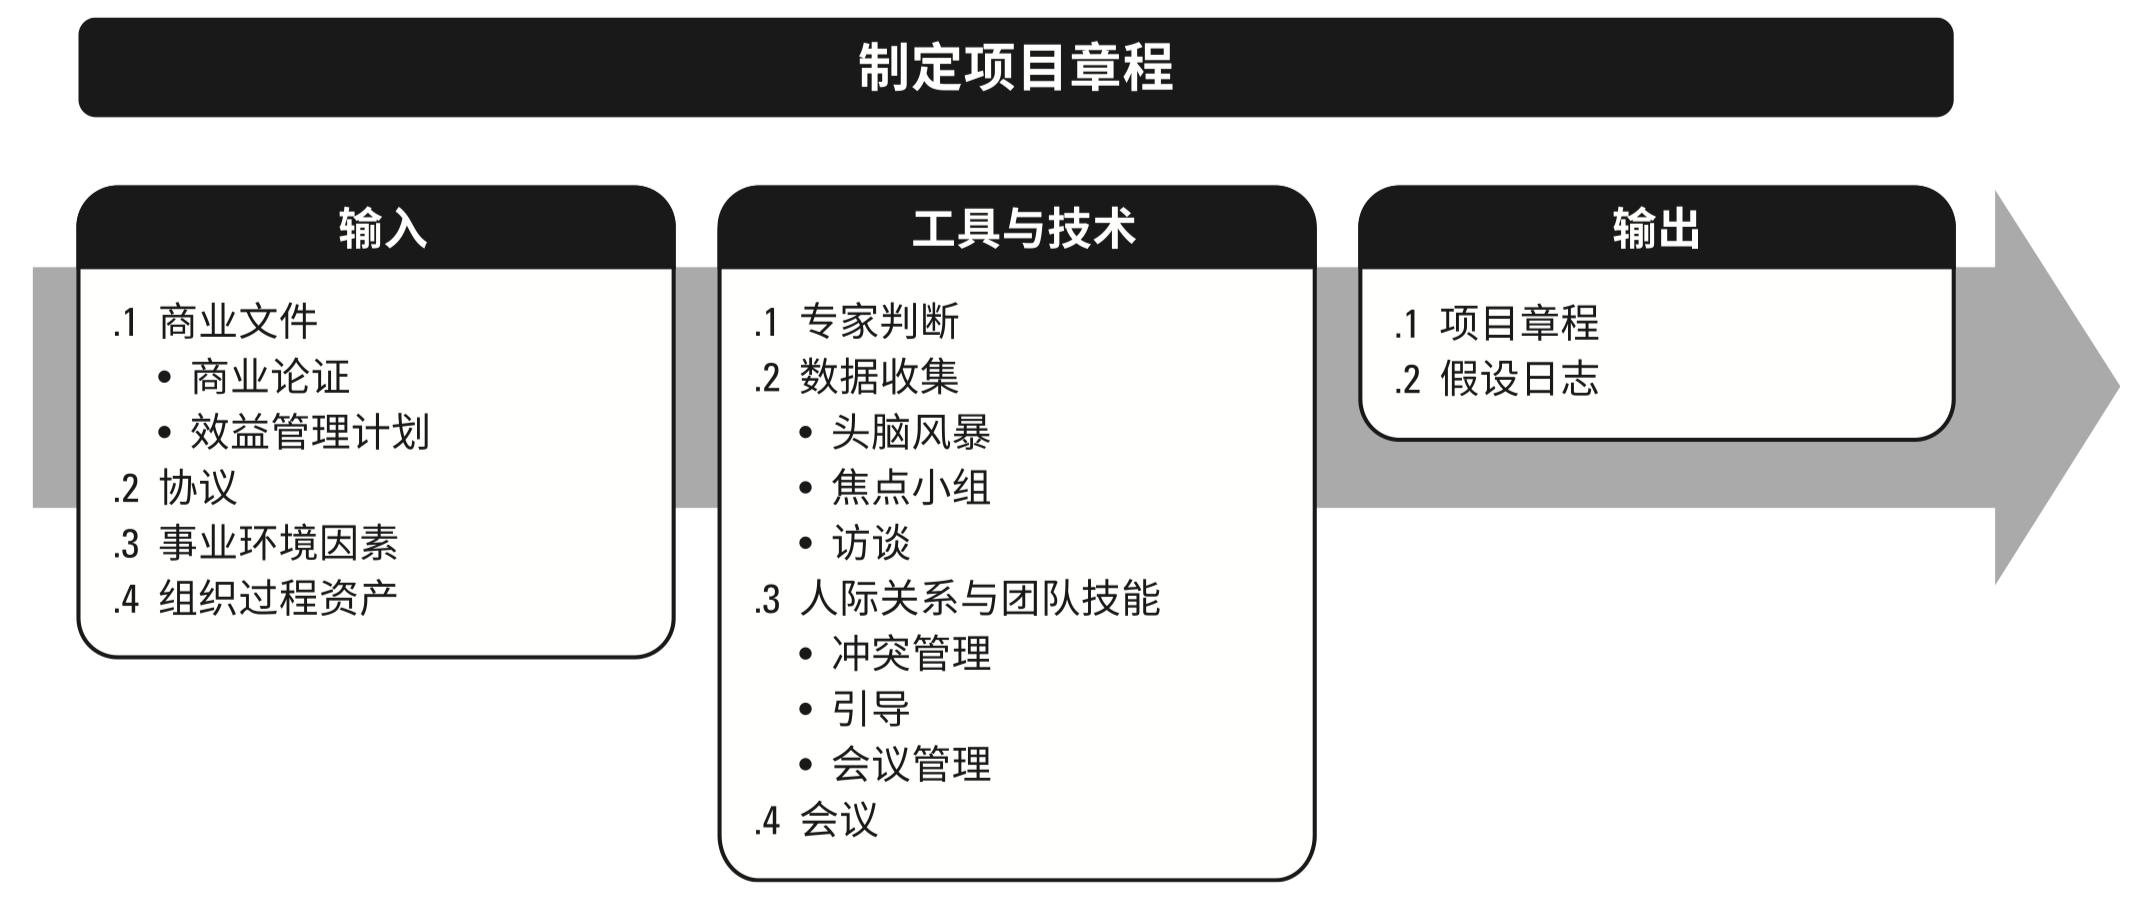 制定项目章程
输入
.1 商业文件
• 商业论证
• 效益管理计划
.2 协议
.3 事业环境因素
.4 组织过程资产
工具与技术
.1 专家判断
.2 数据收集
• 头脑风暴
• 焦点小组
• 访谈
.3 人际关系与团队技能
• 冲突管理
• 引导
• 会议管理
.4 会议
输出
.1 项目章程
.2 假设日志